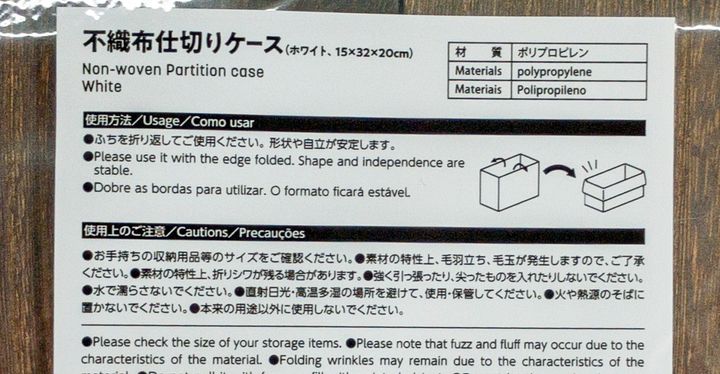 不織布仕切りケース(ホワイト、15×32×20cm)
Non-woven Partition case
White
材 質 ポリプロピレン
Materials polypropylene
Materiais Polipropileno
使用方法/Usage/Como usar
●ふちを折り返してご使用ください。形状や自立が安定します。
●Please use it with the edge folded. Shape and independence are
stable.
●Dobre as bordas para utilizar. O formato ficará estável.
使用上のご注意/Cautions/Precauções
●お手持ちの収納用品等のサイズをご確認ください。●素材の特性上、毛羽立ち、毛玉が発生しますので、ご了承
ください。●素材の特性上、折りシワが残る場合があります。●強く引っ張ったり、尖ったものを入れたりしないでください。
●水で濡らさないでください。●直射日光・高温多湿の場所を避けて、使用・保管してください。●火や熱源のそばに
置かないでください。●本来の用途以外に使用しないでください。
●Please check the size of your storage items. ●Please note that fuzz and fluff may occur due to the
characteristics of the material. ●Folding wrinkles may remain due to the characteristics of the